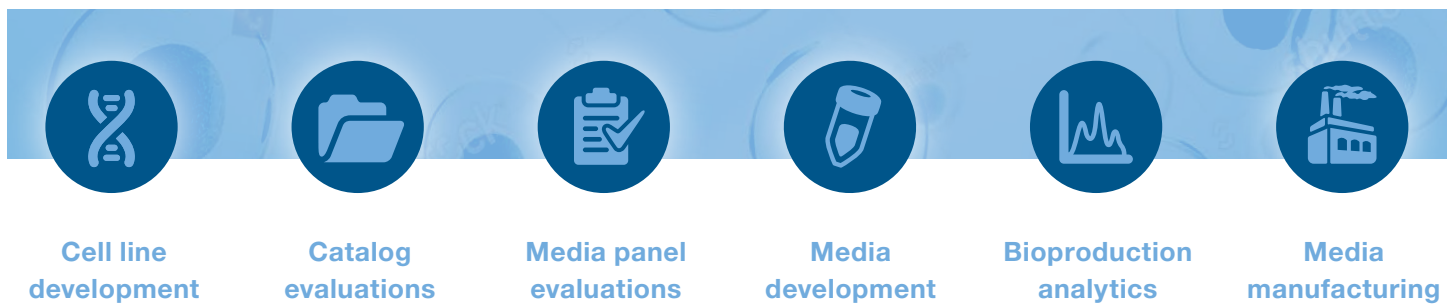 Cell line
development
Catalog
evaluations
Media panel
evaluations
Media
development
Bioproduction
analytics
Media
manufacturing